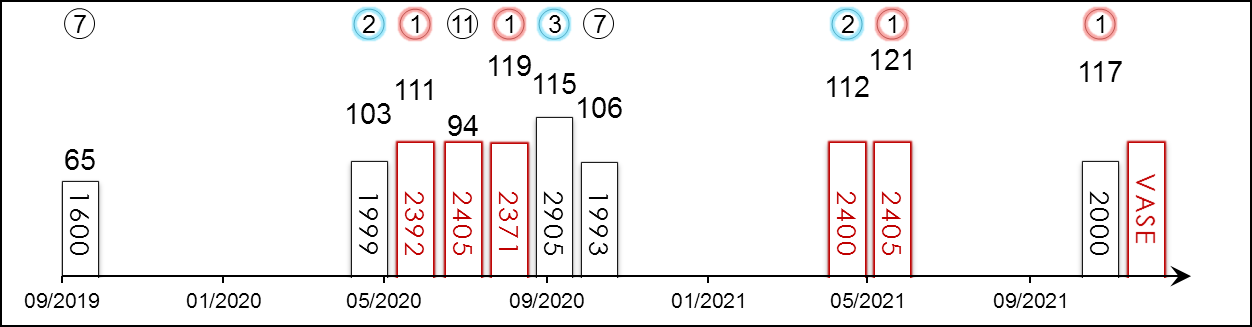 7 2 1 11 1 3 7 2 1 1
65 103 111 94 119 115 106 112 121 117
1600 1999 2392 2405 2371 2905 1993 2400 2405 2000 VASE
09/2019 01/2020 05/2020 09/2020 01/2021 05/2021 09/2021